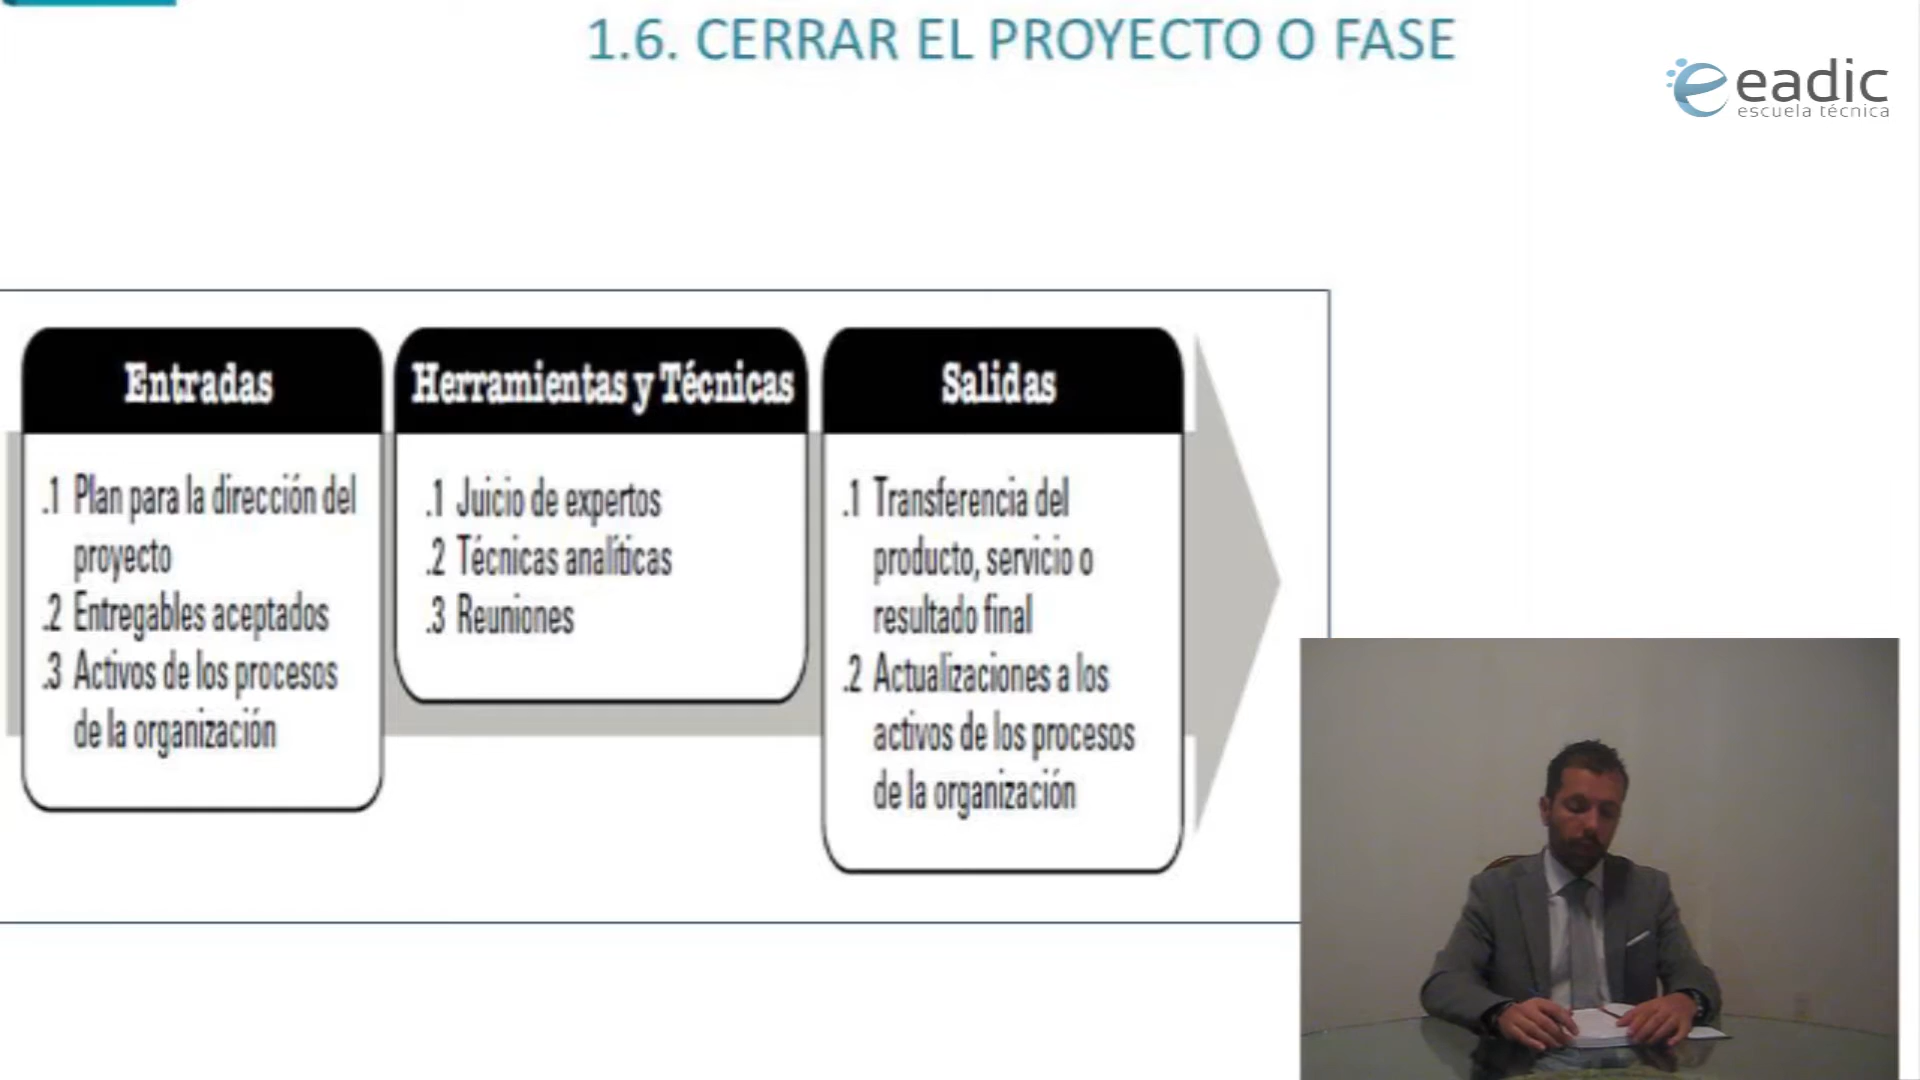 1.6. CERRAR EL PROYECTO O FASE
eadic
escuela técnica
Entradas
.1 Plan para la dirección del
proyecto
.2 Entregables aceptados
.3 Activos de los procesos
de la organización
Herramientas y Técnicas
.1 Juicio de expertos
.2 Técnicas analíticas
.3 Reuniones
Salidas
.1 Transferencia del
producto, servicio o
resultado final
.2 Actualizaciones a los
activos de los procesos
de la organización